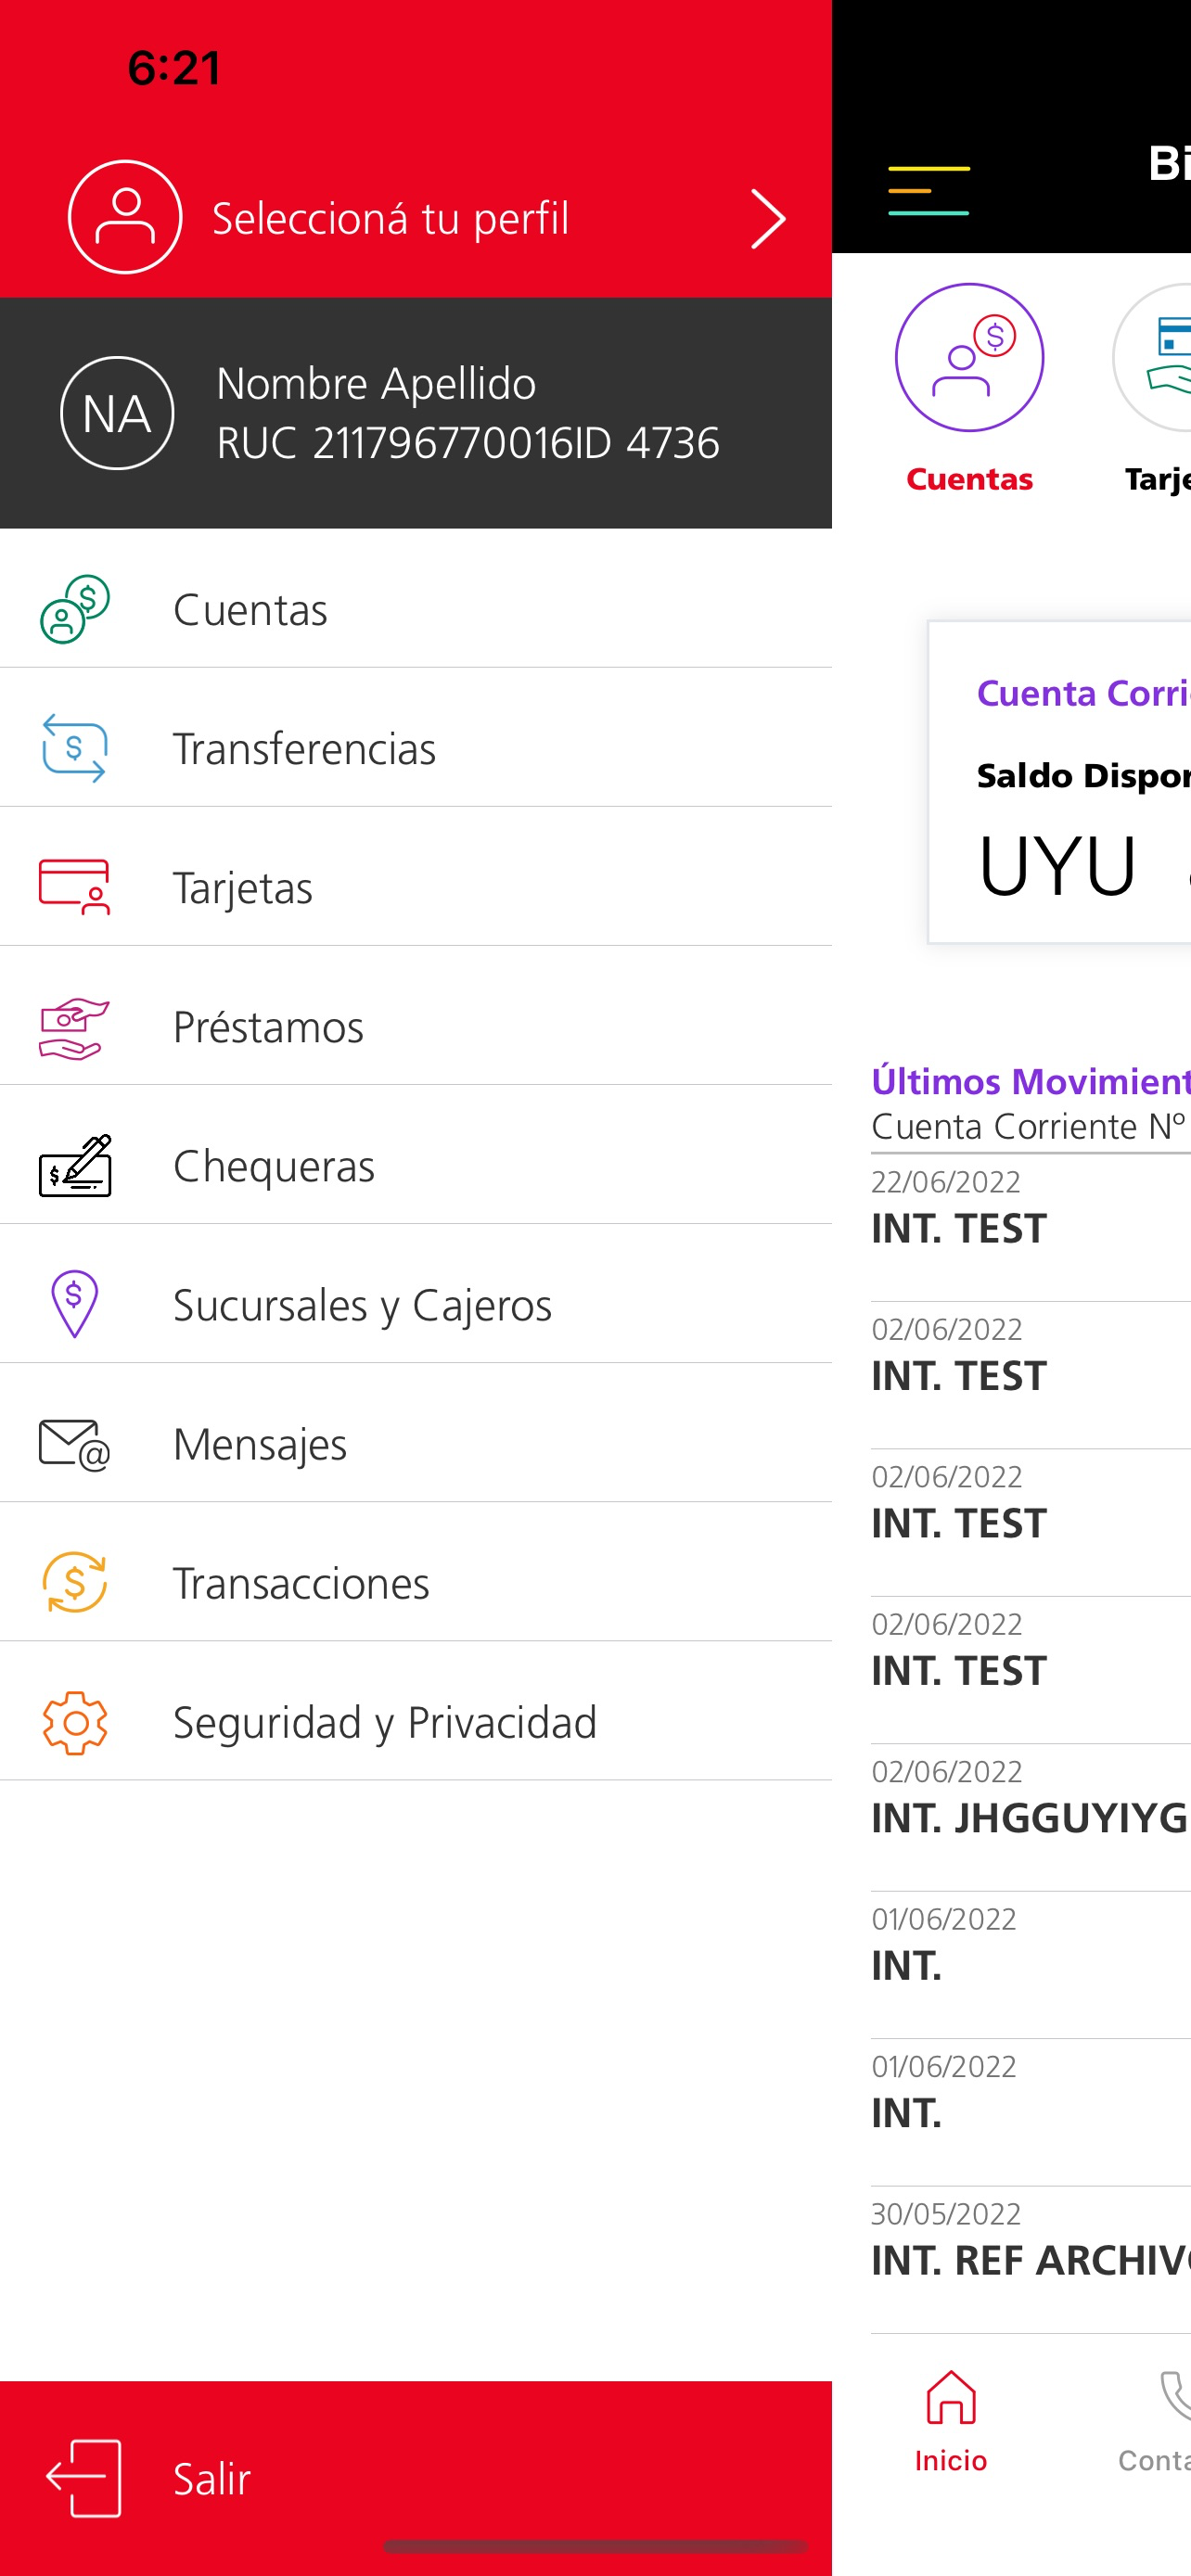 6:21
Seleccioná tu perfil
NA
Nombre Apellido
RUC 211796770016ID 4736
Cuentas
Transferencias
Tarjetas
Préstamos
Chequeras
Sucursales y Cajeros
Mensajes
Transacciones
Seguridad y Privacidad
Salir
Bi
Cuentas
Tarje
Cuenta Corri
Saldo Dispon
UYU
Últimos Movimient
Cuenta Corriente Nº
22/06/2022
INT. TEST
02/06/2022
INT. TEST
02/06/2022
INT. TEST
02/06/2022
INT. TEST
02/06/2022
INT. JHGGUYIYG
01/06/2022
INT.
01/06/2022
INT.
30/05/2022
INT. REF ARCHIVO
Inicio
Conta